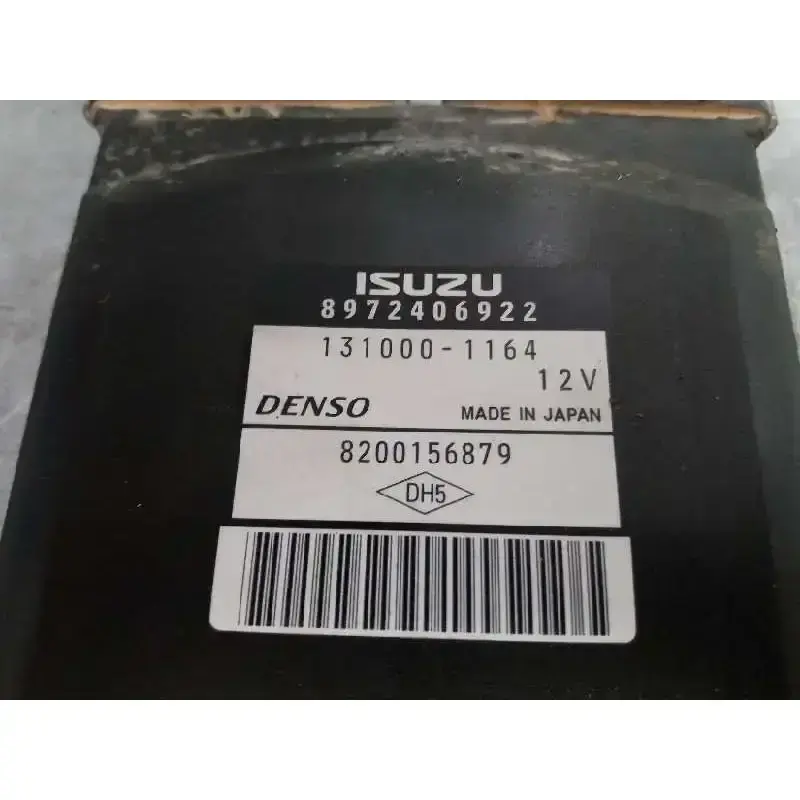 ISUZU
8972406922
131000-1164
12V
DENSO MADE IN JAPAN
8200156879
DH5